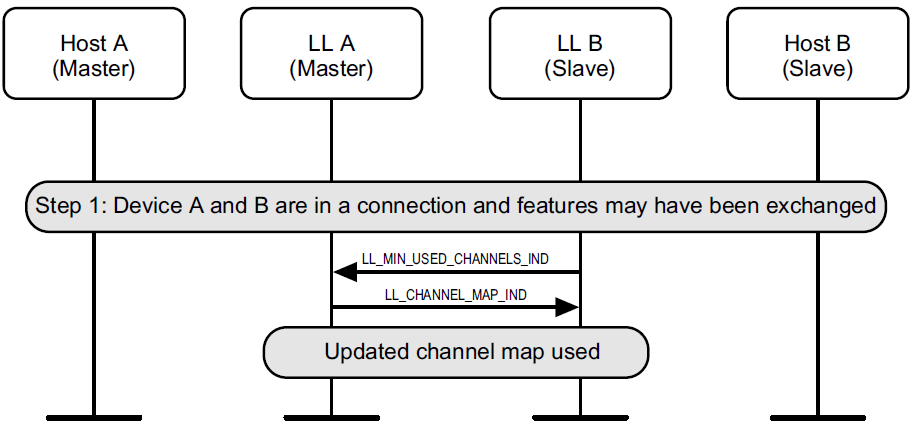 Host A
(Master)
LL A
(Master)
LL B
(Slave)
Host B
(Slave)
Step 1: Device A and B are in a connection and features may have been exchanged
LL_MIN_USED_CHANNELS_IND
LL_CHANNEL_MAP_IND
Updated channel map used